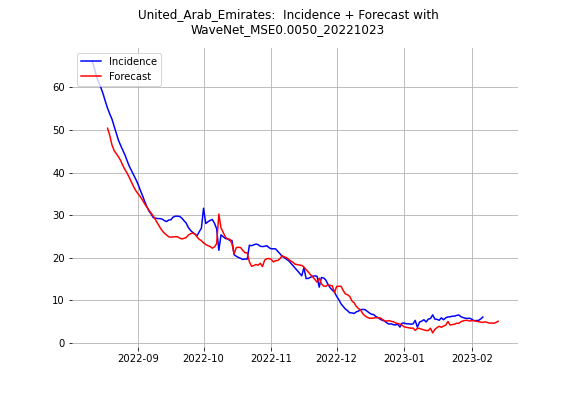 United_Arab_Emirates:  Incidence + Forecast with
WaveNet_MSE0.0050_20221023
Incidence
Forecast
60
50
40
30
20
10
0
2022-09 2022-10 2022-11 2022-12 2023-01 2023-02